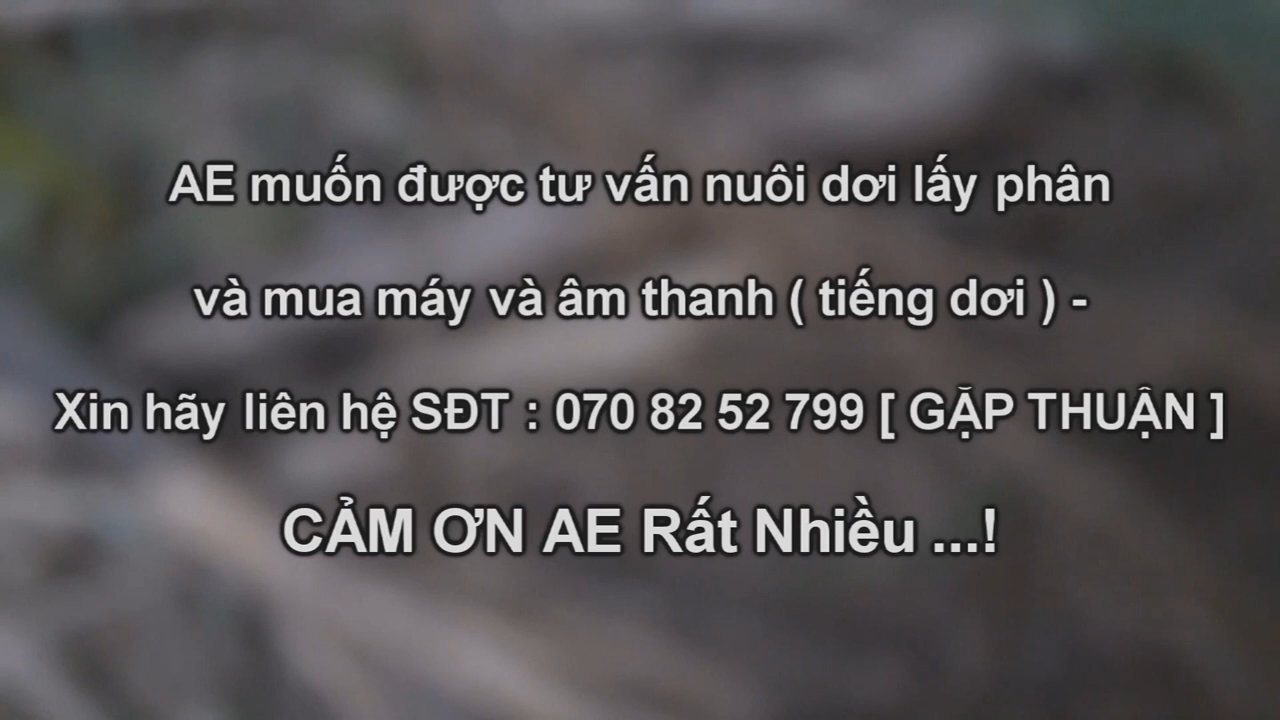 AE muốn được tư vấn nuôi dơi lấy phân
và mua máy và âm thanh ( tiếng dơi ) -
Xin hãy liên hệ SĐT : 070 82 52 799 [ GẶP THUẬN ]
CẢM ƠN AE Rất Nhiều ...!